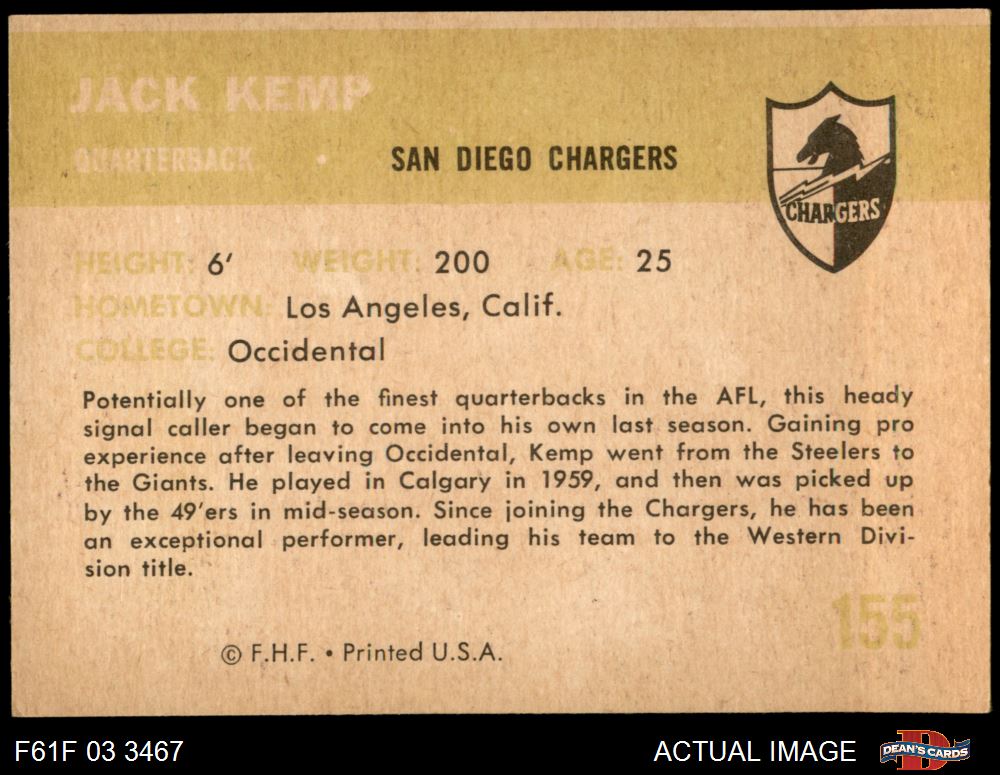 JACK KEMP
QUARTERBACK • SAN DIEGO CHARGERS
CHARGERS
HEIGHT: 6' WEIGHT: 200 AGE: 25
HOMETOWN: Los Angeles, Calif.
COLLEGE: Occidental
Potentially one of the finest quarterbacks in the AFL, this heady
signal caller began to come into his own last season. Gaining pro
experience after leaving Occidental, Kemp went from the Steelers to
the Giants. He played in Calgary in 1959, and then was picked up
by the 49'ers in mid-season. Since joining the Chargers, he has been
an exceptional performer, leading his team to the Western Divi-
sion title.
155
© F.H.F. • Printed U.S.A.
F61F 03 3467 ACTUAL IMAGE D DEAN'S CARDS